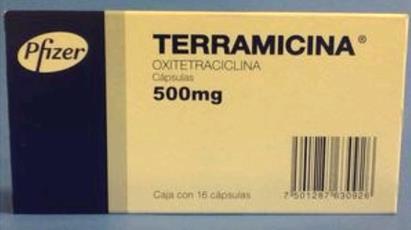 Pfizer
TERRAMICINA®
OXITETRACICLINA
Cápsulas
500mg
Caja con 16 cápsulas
7 501287 630926